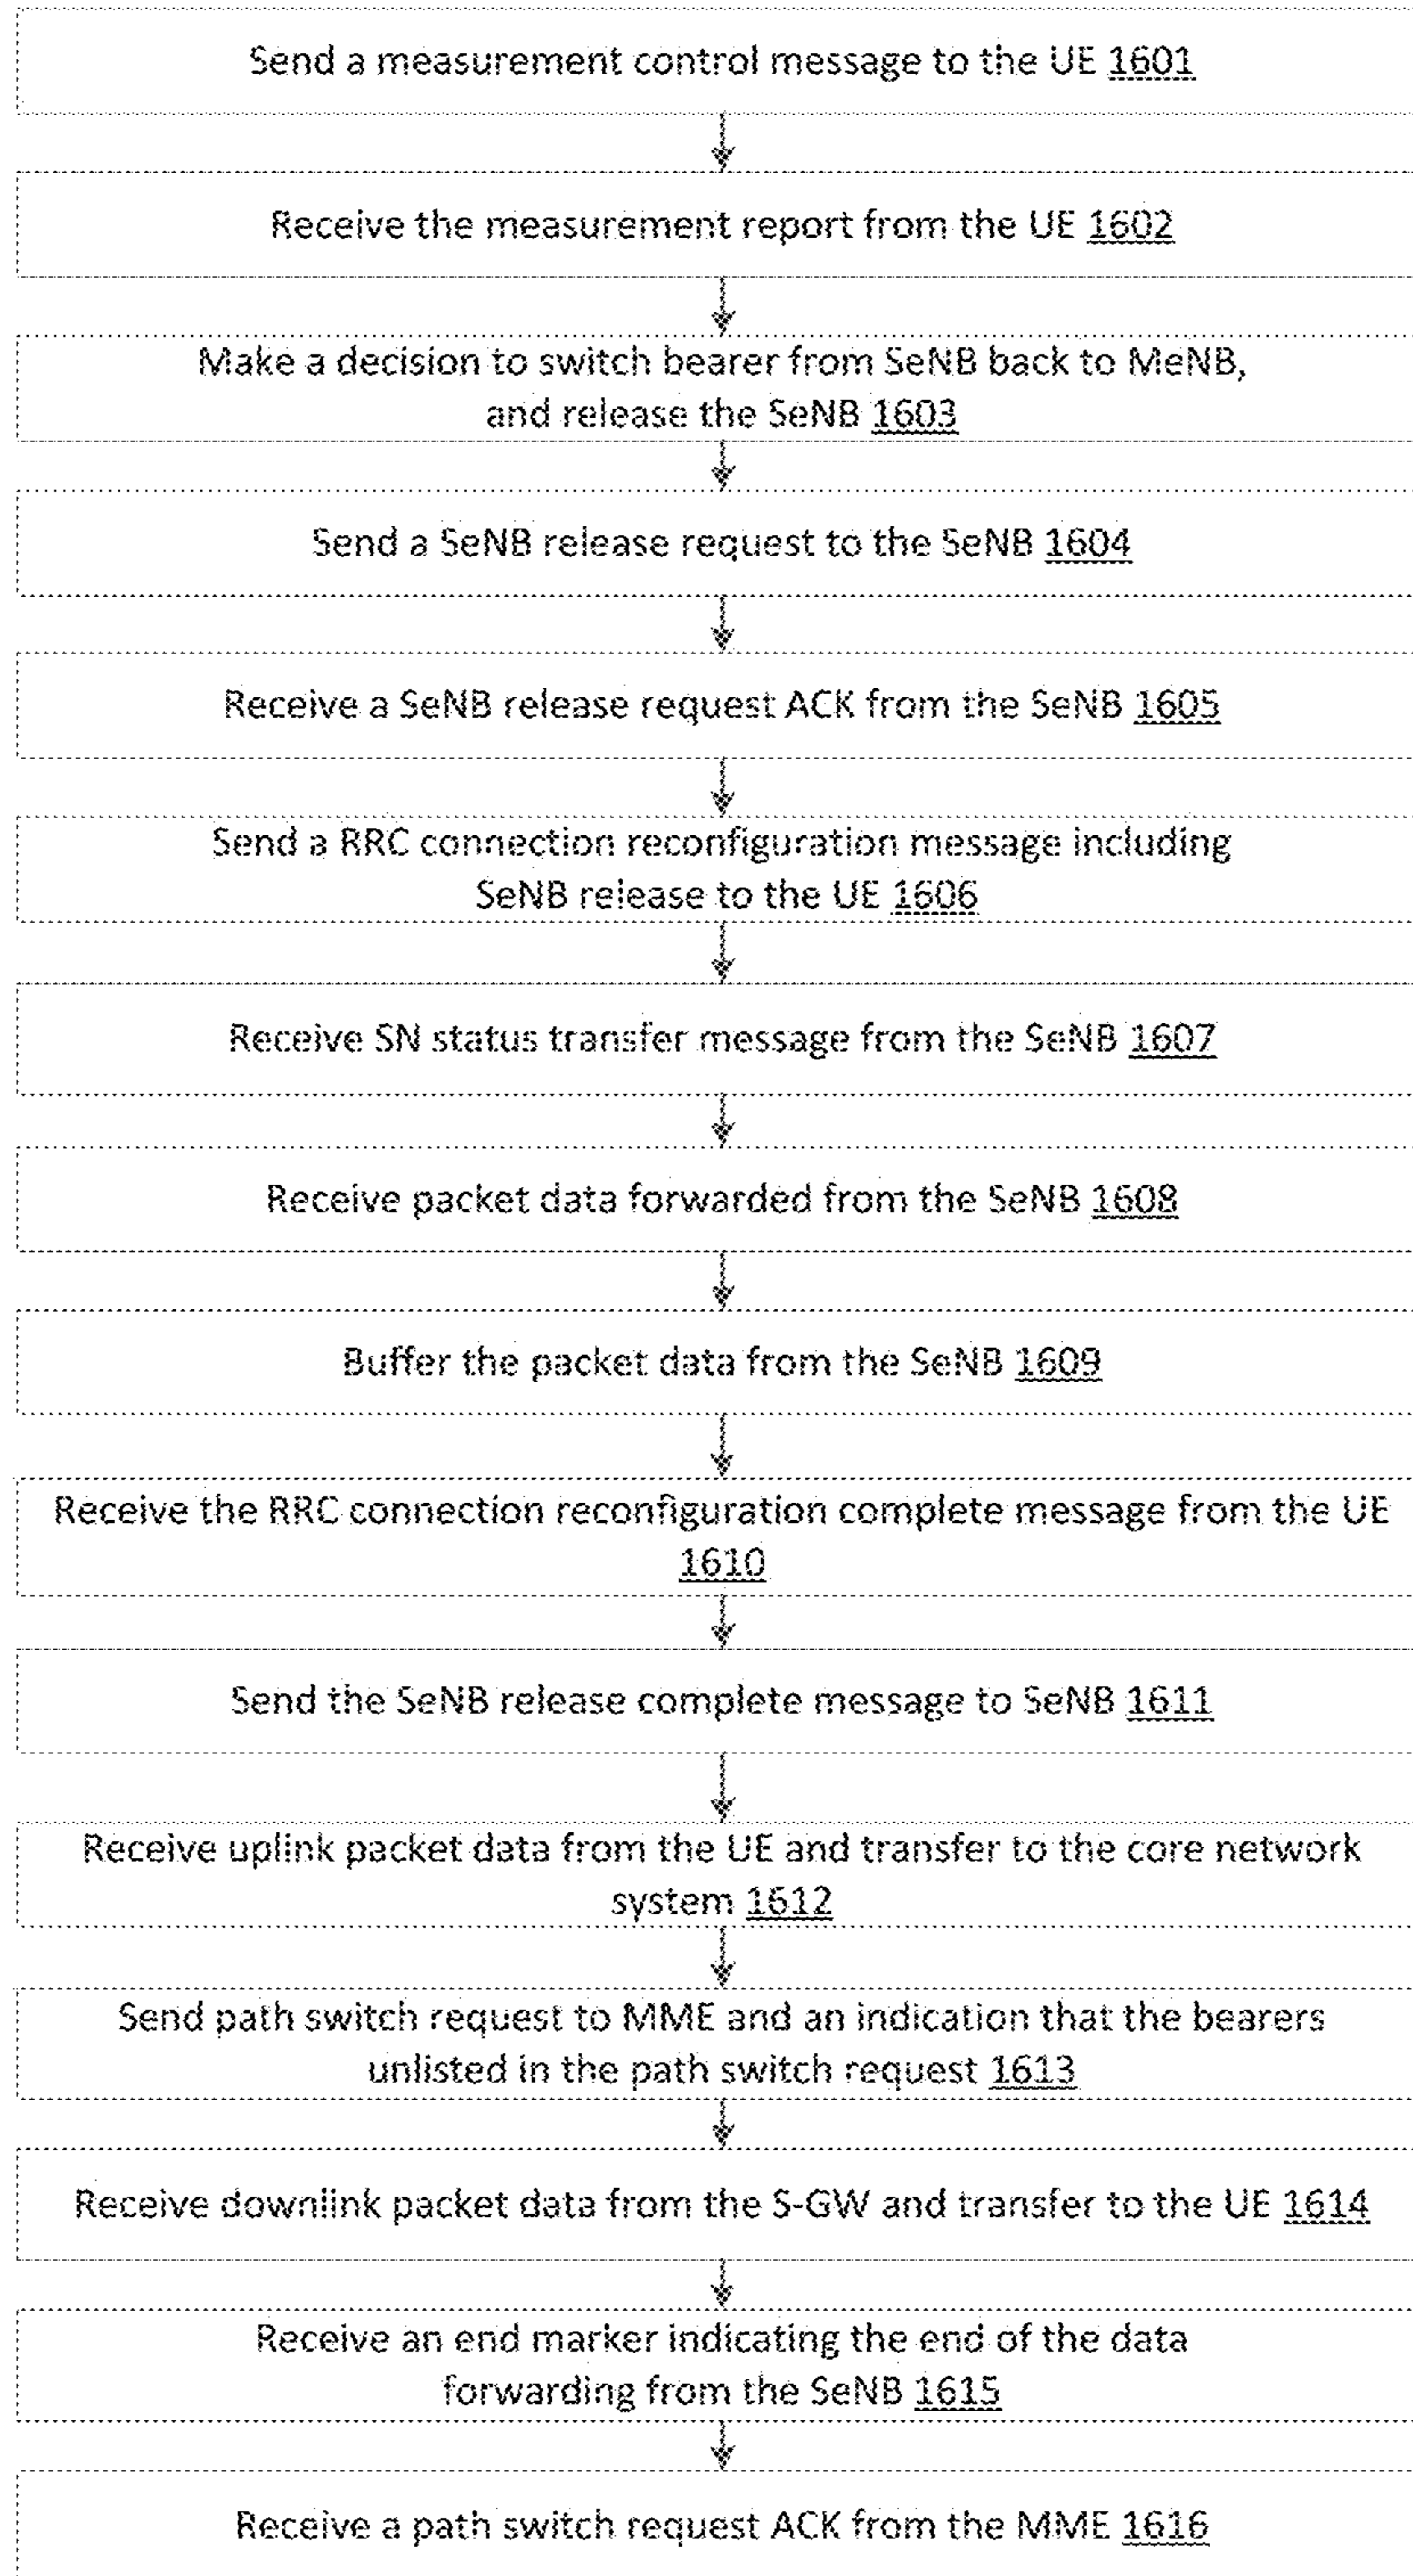 Send a measurement control message to the UE 1601
Receive the measurement report from the UE 1602
Make a decision to switch bearer from SeNB back to MeNB,
and release the SeNB 1603
Send a SeNB release request to the SeNB 1604
Receive a SeNB release request ACK from the SeNB 1605
Send a RRC connection reconfiguration message including
SeNB release to the UE 1606
Receive SN status transfer message from the SeNB 1607
Receive packet data forwarded from the SeNB 1608
Buffer the packet data from the SeNB 1609
Receive the RRC connection reconfiguration complete message from the UE
1610
Send the SeNB release complete message to SeNB 1611
Receive uplink packet data from the UE and transfer to the core network
system 1612
Send path switch request to MME and an indication that the bearers
unlisted in the path switch request 1613
Receive downlink packet data from the S-GW and transfer to the UE 1614
Receive an end marker indicating the end of the data
forwarding from the SeNB 1615
Receive a path switch request ACK from the MME 1616